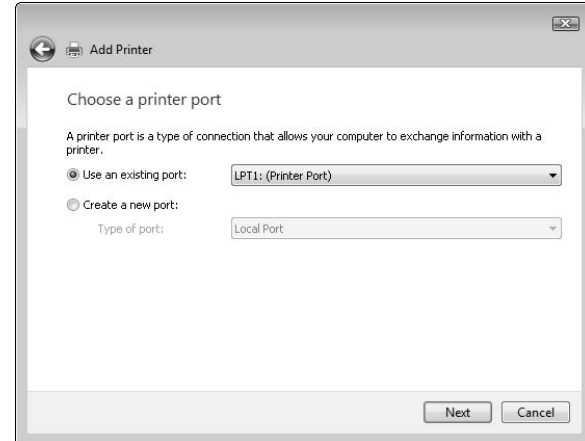 Add Printer
Choose a printer port
A printer port is a type of connection that allows your computer to exchange information with a
printer.
Use an existing port: LPT1: (Printer Port)
Create a new port:
Type of port: Local Port
Next Cancel